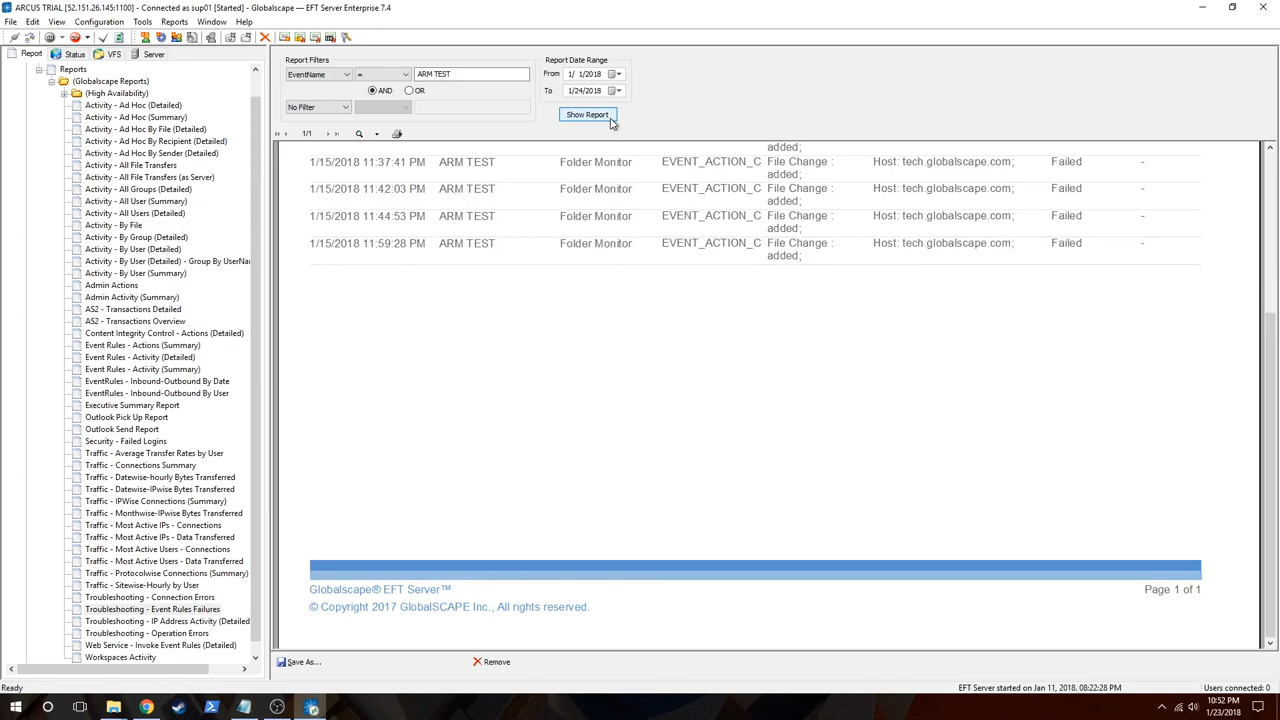 ARCUS TRIAL [52.151.26.145:1100] - Connected as sup01 [Started] - Globalscape — EFT Server Enterprise 7.4
File Edit View Configuration Tools Reports Window Help
Report Status VFS Server
Reports
(Globalscape Reports)
(High Availability)
Activity - Ad Hoc (Detailed)
Activity - Ad Hoc (Summary)
Activity - Ad Hoc By File (Detailed)
Activity - Ad Hoc By Recipient (Detailed)
Activity - Ad Hoc By Sender (Detailed)
Activity - All File Transfers
Activity - All File Transfers (as Server)
Activity - All Groups (Detailed)
Activity - All User (Summary)
Activity - All Users (Detailed)
Activity - By File
Activity - By Group (Detailed)
Activity - By User (Detailed)
Activity - By User (Detailed) - Group By UserNa
Activity - By User (Summary)
Admin Actions
Admin Activity (Summary)
AS2 - Transactions Detailed
AS2 - Transactions Overview
Content Integrity Control - Actions (Detailed)
Event Rules - Actions (Summary)
Event Rules - Activity (Detailed)
Event Rules - Activity (Summary)
EventRules - Inbound-Outbound By Date
EventRules - Inbound-Outbound By User
Executive Summary Report
Outlook Pick Up Report
Outlook Send Report
Security - Failed Logins
Traffic - Average Transfer Rates by User
Traffic - Connections Summary
Traffic - Datewise-hourly Bytes Transferred
Traffic - Datewise-IPwise Bytes Transferred
Traffic - IPWise Connections (Summary)
Traffic - Monthwise-IPwise Bytes Transferred
Traffic - Most Active IPs - Connections
Traffic - Most Active IPs - Data Transferred
Traffic - Most Active Users - Connections
Traffic - Most Active Users - Data Transferred
Traffic - Protocolwise Connections (Summary)
Traffic - Sitewise-Hourly by User
Troubleshooting - Connection Errors
Troubleshooting - Event Rules Failures
Troubleshooting - IP Address Activity (Detailed
Troubleshooting - Operation Errors
Web Service - Invoke Event Rules (Detailed)
Workspaces Activity
Report Filters
EventName = ARM TEST
AND OR
No Filter
Report Date Range
From 1/ 1/2018
To 1/24/2018
Show Report
1/1
added;
1/15/2018 11:37:41 PM ARM TEST Folder Monitor EVENT_ACTION_C File Change : Host: tech.globalscape.com; Failed -
added;
1/15/2018 11:42:03 PM ARM TEST Folder Monitor EVENT_ACTION_C File Change : Host: tech.globalscape.com; Failed -
added;
1/15/2018 11:44:53 PM ARM TEST Folder Monitor EVENT_ACTION_C File Change : Host: tech.globalscape.com; Failed -
added;
1/15/2018 11:59:28 PM ARM TEST Folder Monitor EVENT_ACTION_C File Change : Host: tech.globalscape.com; Failed -
added;
Globalscape® EFT Server™ Page 1 of 1
© Copyright 2017 GlobalSCAPE Inc., All rights reserved.
Save As... Remove
Ready EFT Server started on Jan 11, 2018. 08:22:28 PM Users connected: 0
10:52 PM
1/23/2018